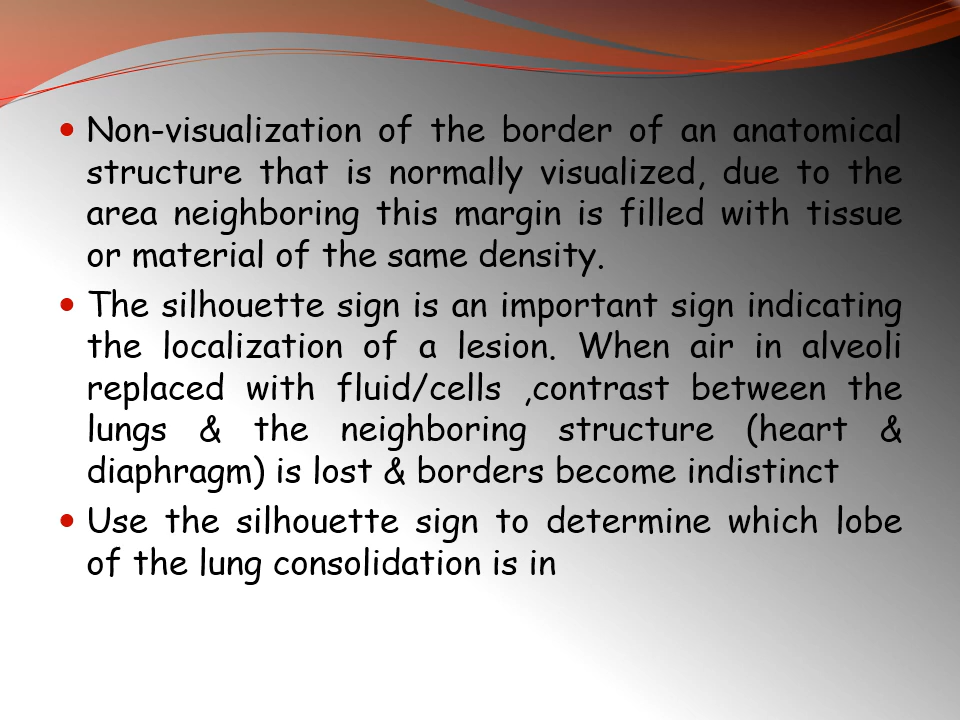 • Non-visualization of the border of an anatomical
structure that is normally visualized, due to the
area neighboring this margin is filled with tissue
or material of the same density.
• The silhouette sign is an important sign indicating
the localization of a lesion. When air in alveoli
replaced with fluid/cells ,contrast between the
lungs & the neighboring structure (heart &
diaphragm) is lost & borders become indistinct
• Use the silhouette sign to determine which lobe
of the lung consolidation is in